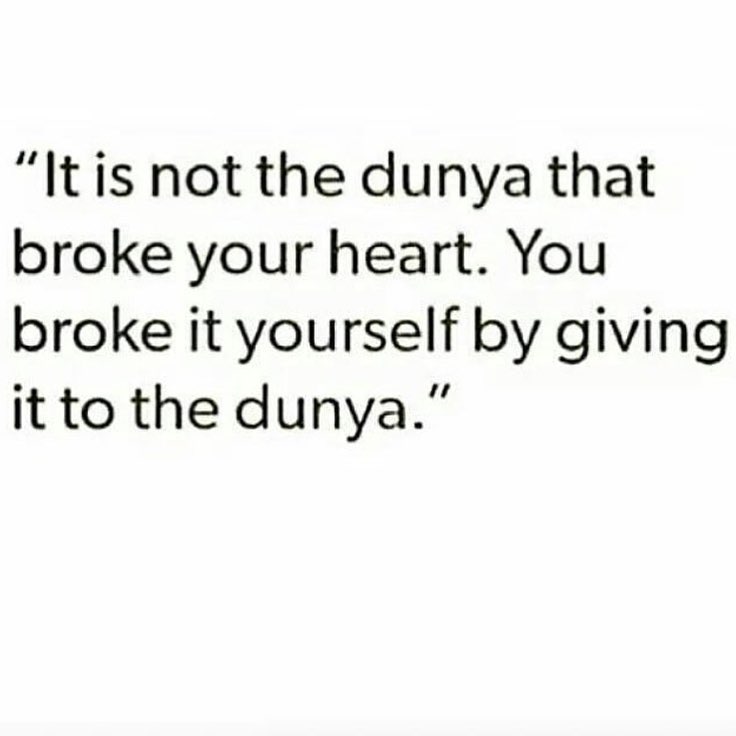 “It is not the dunya that
broke your heart. You
broke it yourself by giving
it to the dunya.”